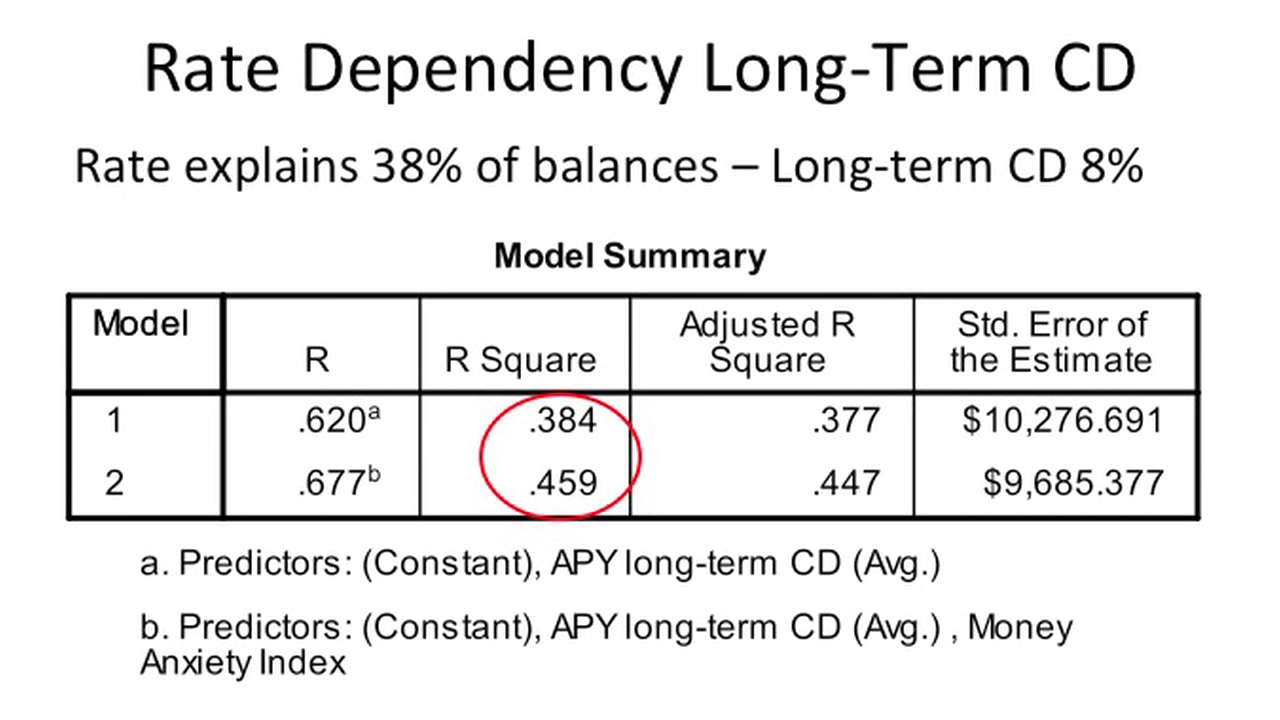 Rate Dependency Long-Term CD
Rate explains 38% of balances – Long-term CD 8%
Model Summary
Model R R Square Adjusted R Square Std. Error of the Estimate
1 .620a .384 .377 $10,276.691
2 .677b .459 .447 $9,685.377
a. Predictors: (Constant), APY long-term CD (Avg.)
b. Predictors: (Constant), APY long-term CD (Avg.) , Money
Anxiety Index